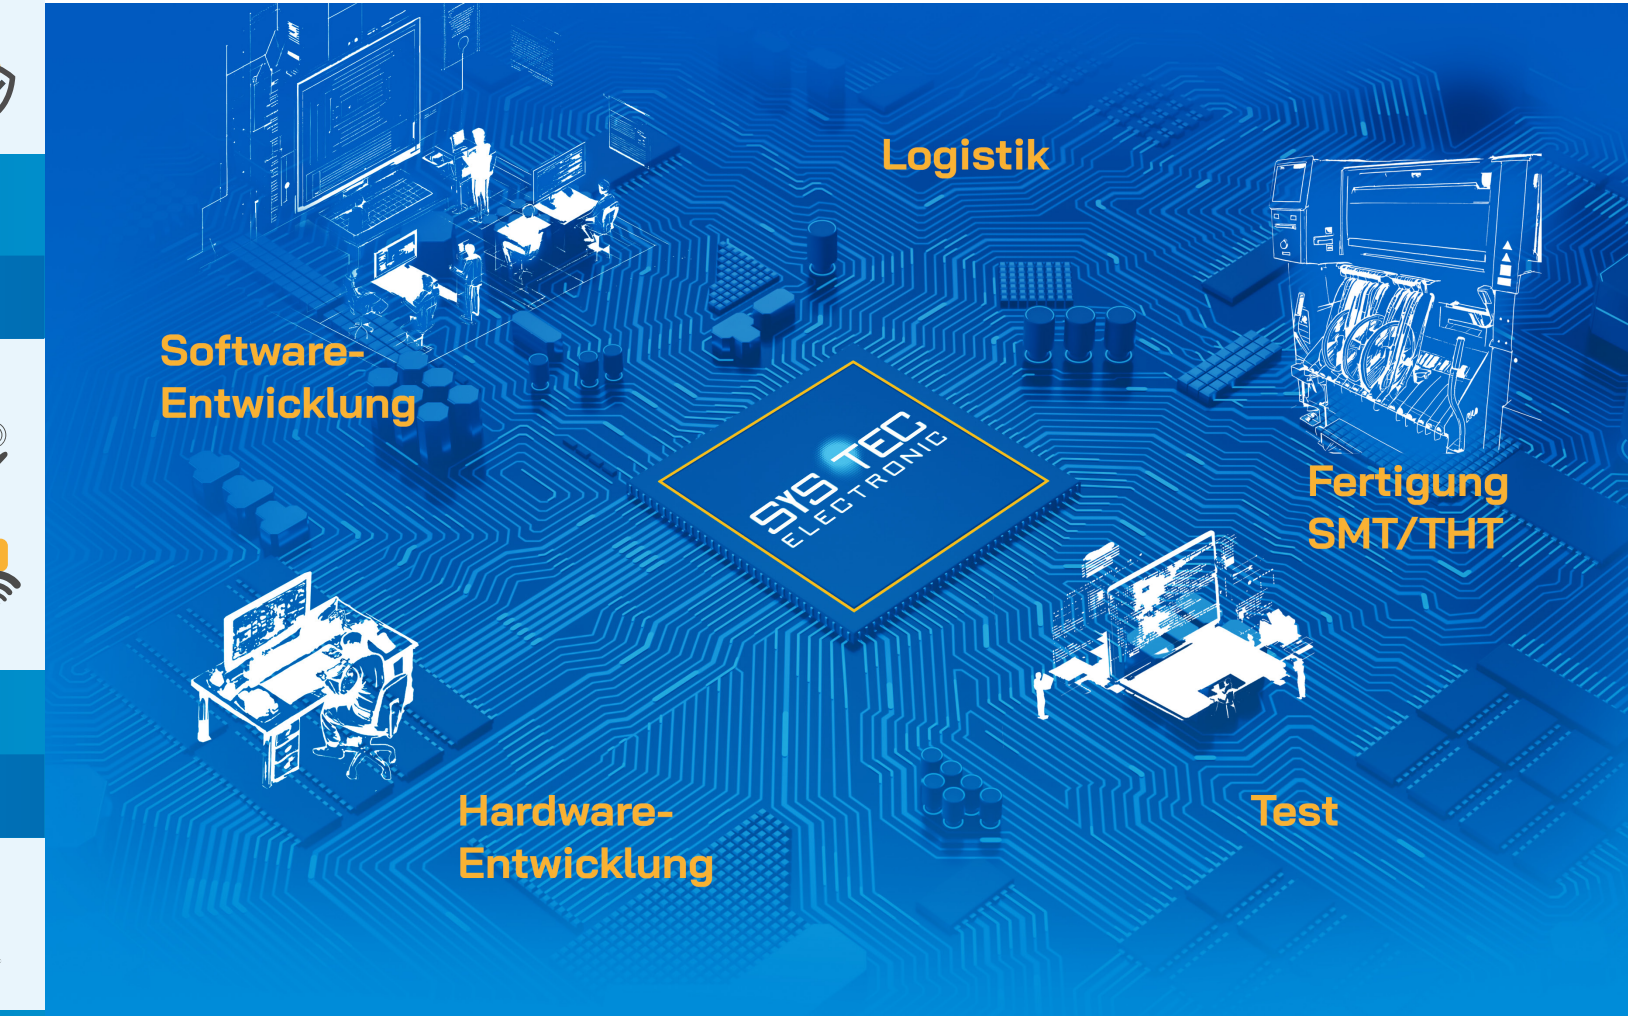 Logistik
Software-
Entwicklung
SYS TEC
ELECTRONIC
Fertigung
SMT/THT
Hardware-
Entwicklung
Test